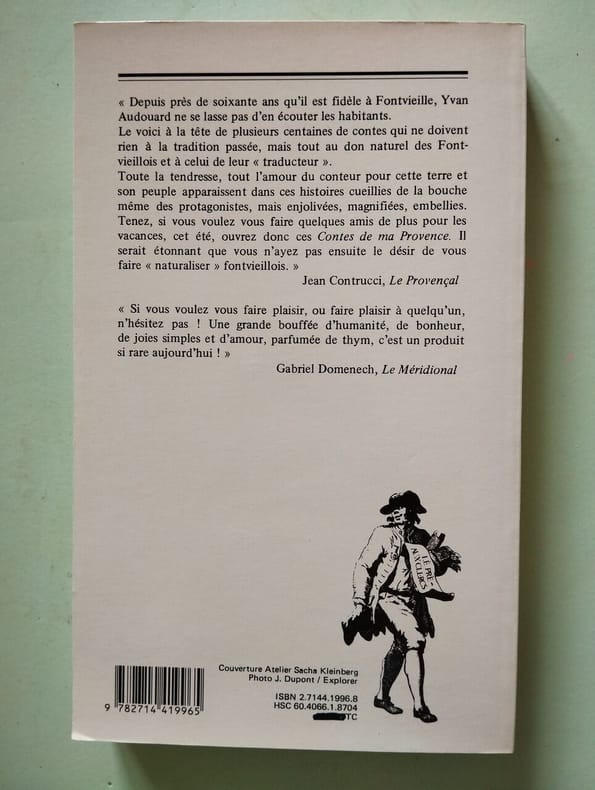 « Depuis près de soixante ans qu'il est fidèle à Fontvieille, Yvan
Audouard ne se lasse pas d'en écouter les habitants.
Le voici à la tête de plusieurs centaines de contes qui ne doivent
rien à la tradition passée, mais tout au don naturel des Font-
vieillois et à celui de leur « traducteur ».
Toute la tendresse, tout l'amour du conteur pour cette terre et
son peuple apparaissent dans ces histoires cueillies de la bouche
même des protagonistes, mais enjolivées, magnifiées, embellies.
Tenez, si vous voulez vous faire quelques amis de plus pour les
vacances, cet été, ouvrez donc ces Contes de ma Provence. Il
serait étonnant que vous n'ayez pas ensuite le désir de vous
faire « naturaliser » fontvieillois. »
Jean Contrucci, Le Provençal
« Si vous voulez vous faire plaisir, ou faire plaisir à quelqu'un,
n'hésitez pas ! Une grande bouffée d'humanité, de bonheur,
de joies simples et d'amour, parfumée de thym, c'est un produit
si rare aujourd'hui ! »
Gabriel Domenech, Le Méridional
LE PRE-
AUX CLERCS
Couverture Atelier Sacha Kleinberg
Photo J. Dupont / Explorer
ISBN 2.7144.1996.8
HSC 60.4066.1.8704
TC
9 782714 419965